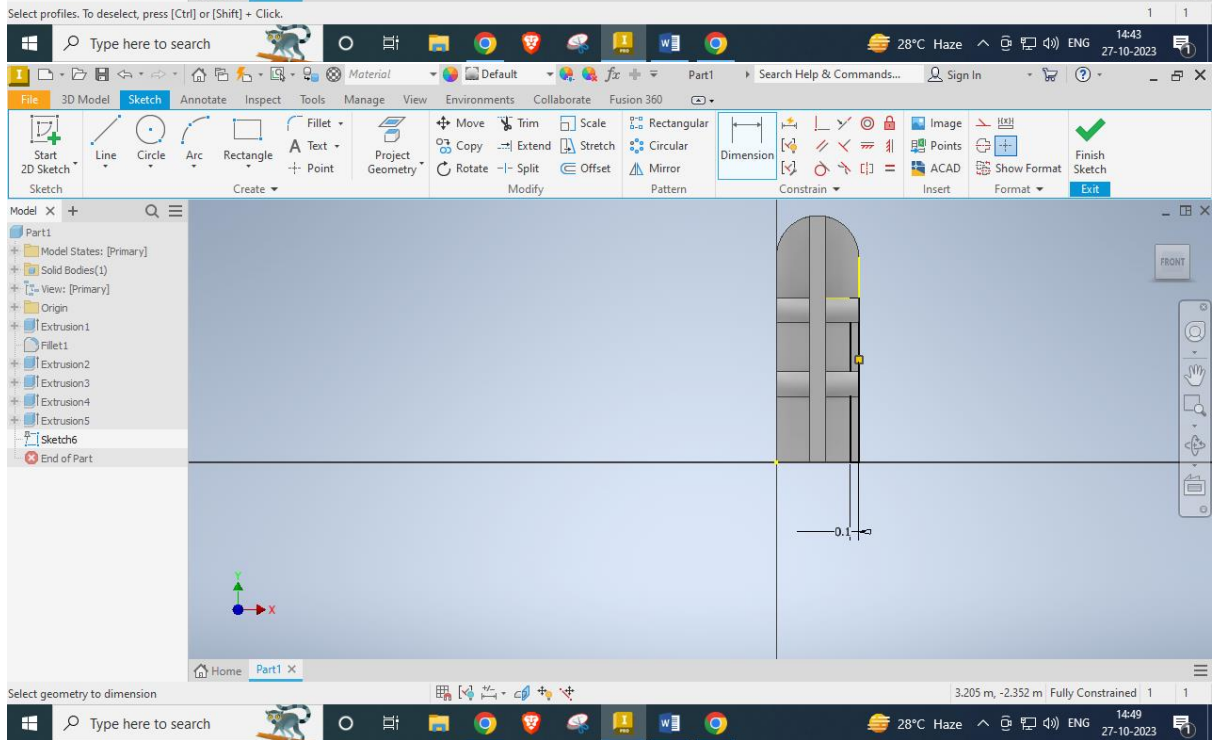 Select profiles. To deselect, press [Ctrl] or [Shift] + Click. 1 1
Type here to search 28°C Haze ENG 14:43
27-10-2023
Material Default fx Part1 Search Help & Commands... Sign In
File 3D Model Sketch Annotate Inspect Tools Manage View Environments Collaborate Fusion 360
Start 2D Sketch
Line
Circle
Arc
Rectangle
Fillet
Text
Point
Project Geometry
Move Trim Scale
Copy Extend Stretch
Rotate Split Offset
Rectangular
Circular
Mirror
Dimension
Image
Points
ACAD
Show Format
Finish Sketch
Sketch Create Modify Pattern Constrain Insert Format Exit
Model
Part1
Model States: [Primary]
Solid Bodies(1)
View: [Primary]
Origin
Extrusion1
Fillet1
Extrusion2
Extrusion3
Extrusion4
Extrusion5
Sketch6
End of Part
FRONT
0.1
Y
X
Home Part1
Select geometry to dimension 3.205 m, -2.352 m Fully Constrained 1 1
Type here to search 28°C Haze ENG 14:49
27-10-2023